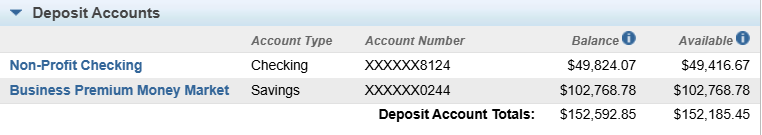 Deposit Accounts
Account Type Account Number Balance Available
Non-Profit Checking Checking XXXXXX8124 $49,824.07 $49,416.67
Business Premium Money Market Savings XXXXXX0244 $102,768.78 $102,768.78
Deposit Account Totals: $152,592.85 $152,185.45